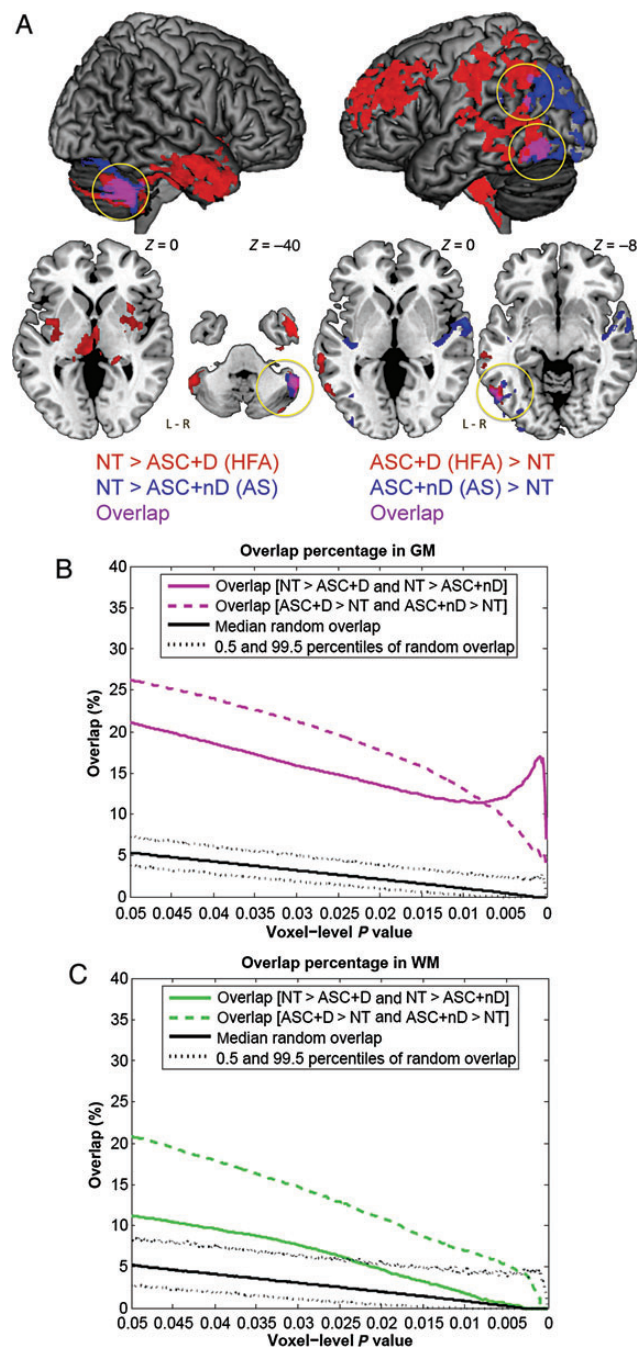 A
Z = 0
Z = −40
Z = 0
Z = −8
L - R
L - R
NT > ASC+D (HFA)
NT > ASC+nD (AS)
Overlap
ASC+D (HFA) > NT
ASC+nD (AS) > NT
Overlap
B
Overlap percentage in GM
Overlap [NT > ASC+D and NT > ASC+nD]
Overlap [ASC+D > NT and ASC+nD > NT]
Median random overlap
0.5 and 99.5 percentiles of random overlap
Overlap (%)
40
35
30
25
20
15
10
5
0
0.05 0.045 0.04 0.035 0.03 0.025 0.02 0.015 0.01 0.005 0
Voxel−level P value
C
Overlap percentage in WM
Overlap [NT > ASC+D and NT > ASC+nD]
Overlap [ASC+D > NT and ASC+nD > NT]
Median random overlap
0.5 and 99.5 percentiles of random overlap
Overlap (%)
40
35
30
25
20
15
10
5
0
0.05 0.045 0.04 0.035 0.03 0.025 0.02 0.015 0.01 0.005 0
Voxel−level P value